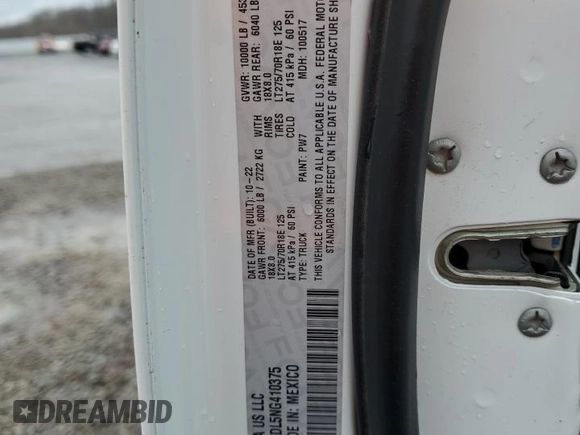 A US LLC
DL5NG410375
DE IN: MEXICO
DATE OF MFR (BUILT): 10-22
GVWR: 10000 LB /
GAWR FRONT: 6000 LB / 2722 KG
WITH
GAWR REAR: 6040 LB
18X8.0
RIMS
18X8.0
LT275/70R18E 125
TIRES
LT275/70R18E 125
AT 415 kPa / 60 PSI
COLD
AT 415 kPa / 60 PSI
TYPE: TRUCK
PAINT: PW7
MDH: 100517
THIS VEHICLE CONFORMS TO ALL APPLICABLE U.S.A. FEDERAL MOTOR
STANDARDS IN EFFECT ON THE DATE OF MANUFACTURE SH
DREAMBID